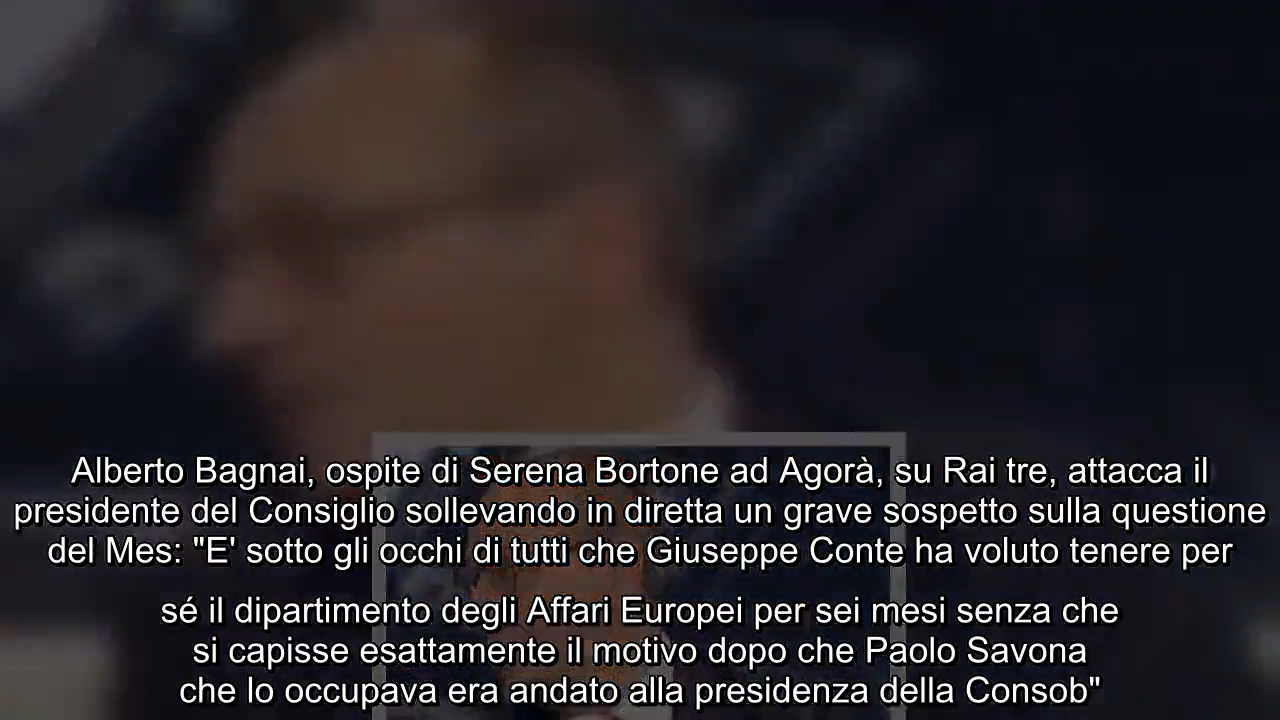 Alberto Bagnai, ospite di Serena Bortone ad Agorà, su Rai tre, attacca il
presidente del Consiglio sollevando in diretta un grave sospetto sulla questione
del Mes: "E' sotto gli occhi di tutti che Giuseppe Conte ha voluto tenere per
sé il dipartimento degli Affari Europei per sei mesi senza che
si capisse esattamente il motivo dopo che Paolo Savona
che lo occupava era andato alla presidenza della Consob"